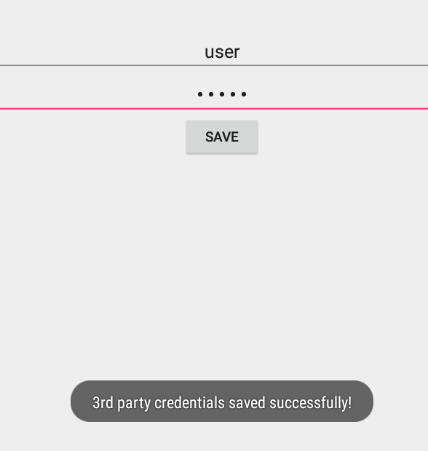 user
•••••
SAVE
3rd party credentials saved successfully!